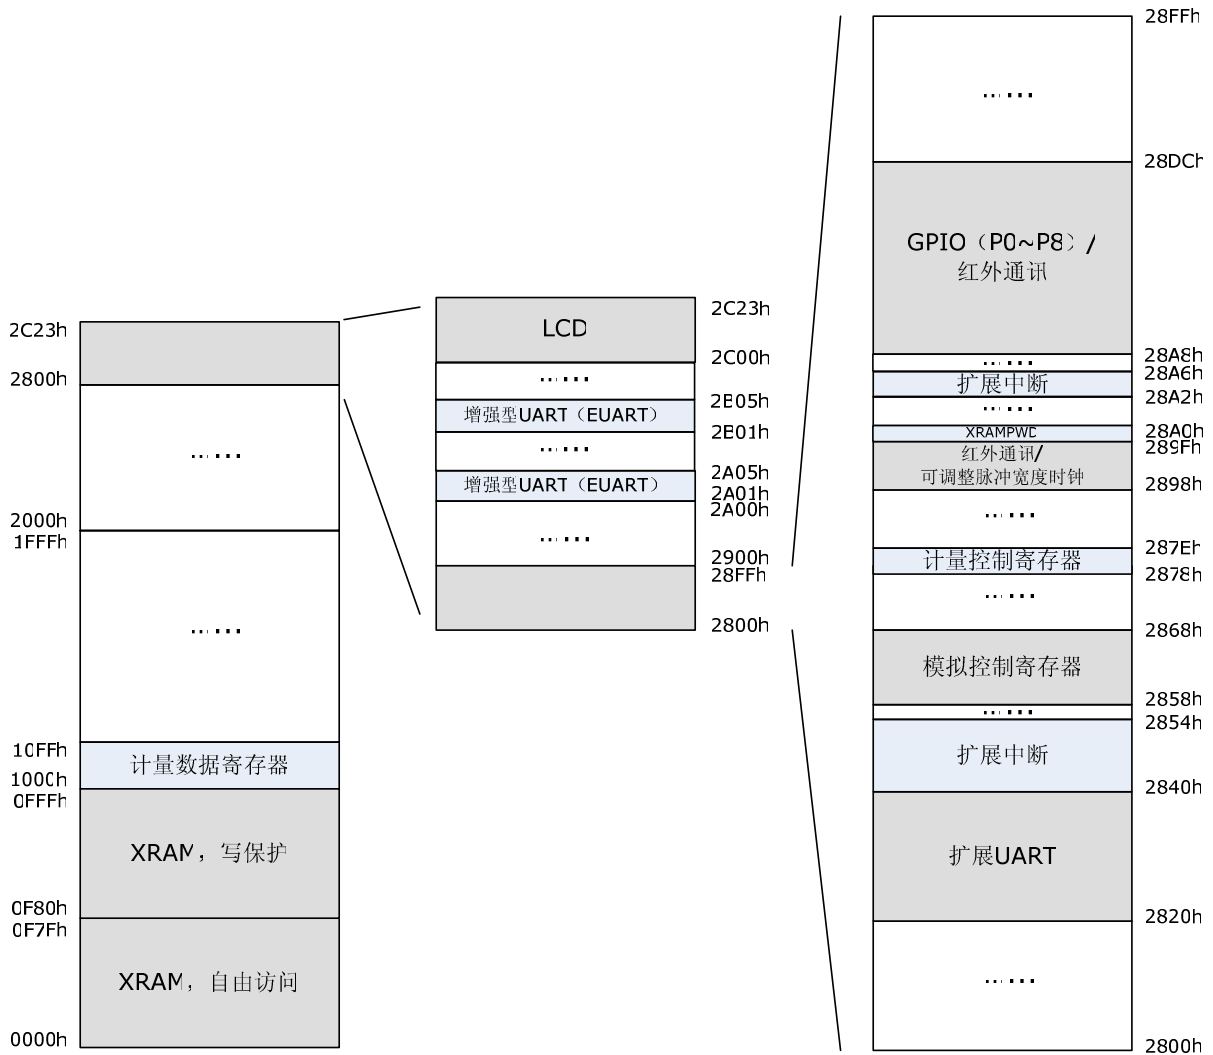 2C23h
2800h
……
2000h
1FFFh
……
10FFh
计量数据寄存器
1000h
0FFFh
XRAM，写保护
0F80h
0F7Fh
XRAM，自由访问
0000h
LCD
2C23h
2C00h
……
2B05h
增强型UART（EUART）
2B01h
……
2A05h
增强型UART（EUART）
2A01h
2A00h
……
2900h
28FFh
2800h
28FFh
……
28DCh
GPIO（P0~P8）/
红外通讯
28A8h
……
28A6h
扩展中断
28A2h
……
28A0h
XRAMPWD
289Fh
红外通讯/
可调整脉冲宽度时钟
2898h
……
287Eh
计量控制寄存器
2878h
……
2868h
模拟控制寄存器
2858h
……
2854h
扩展中断
2840h
扩展UART
2820h
……
2800h